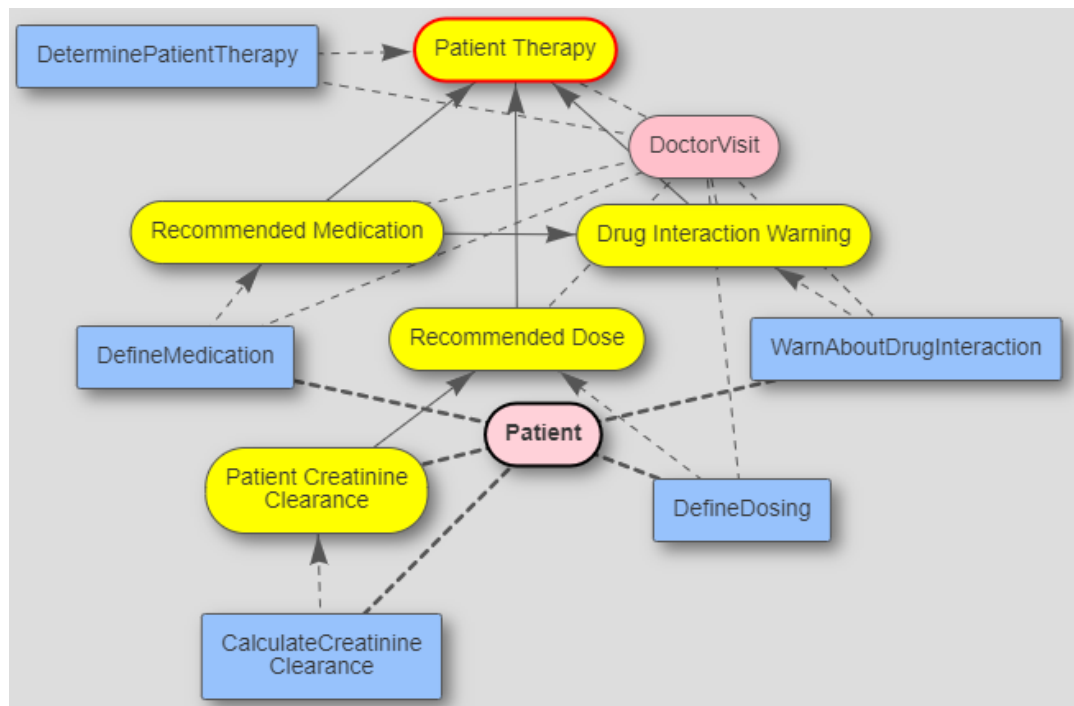 Patient Therapy
DeterminePatientTherapy
DoctorVisit
Recommended Medication
Drug Interaction Warning
Recommended Dose
DefineMedication
WarnAboutDrugInteraction
Patient
Patient Creatinine
Clearance
DefineDosing
CalculateCreatinine
Clearance